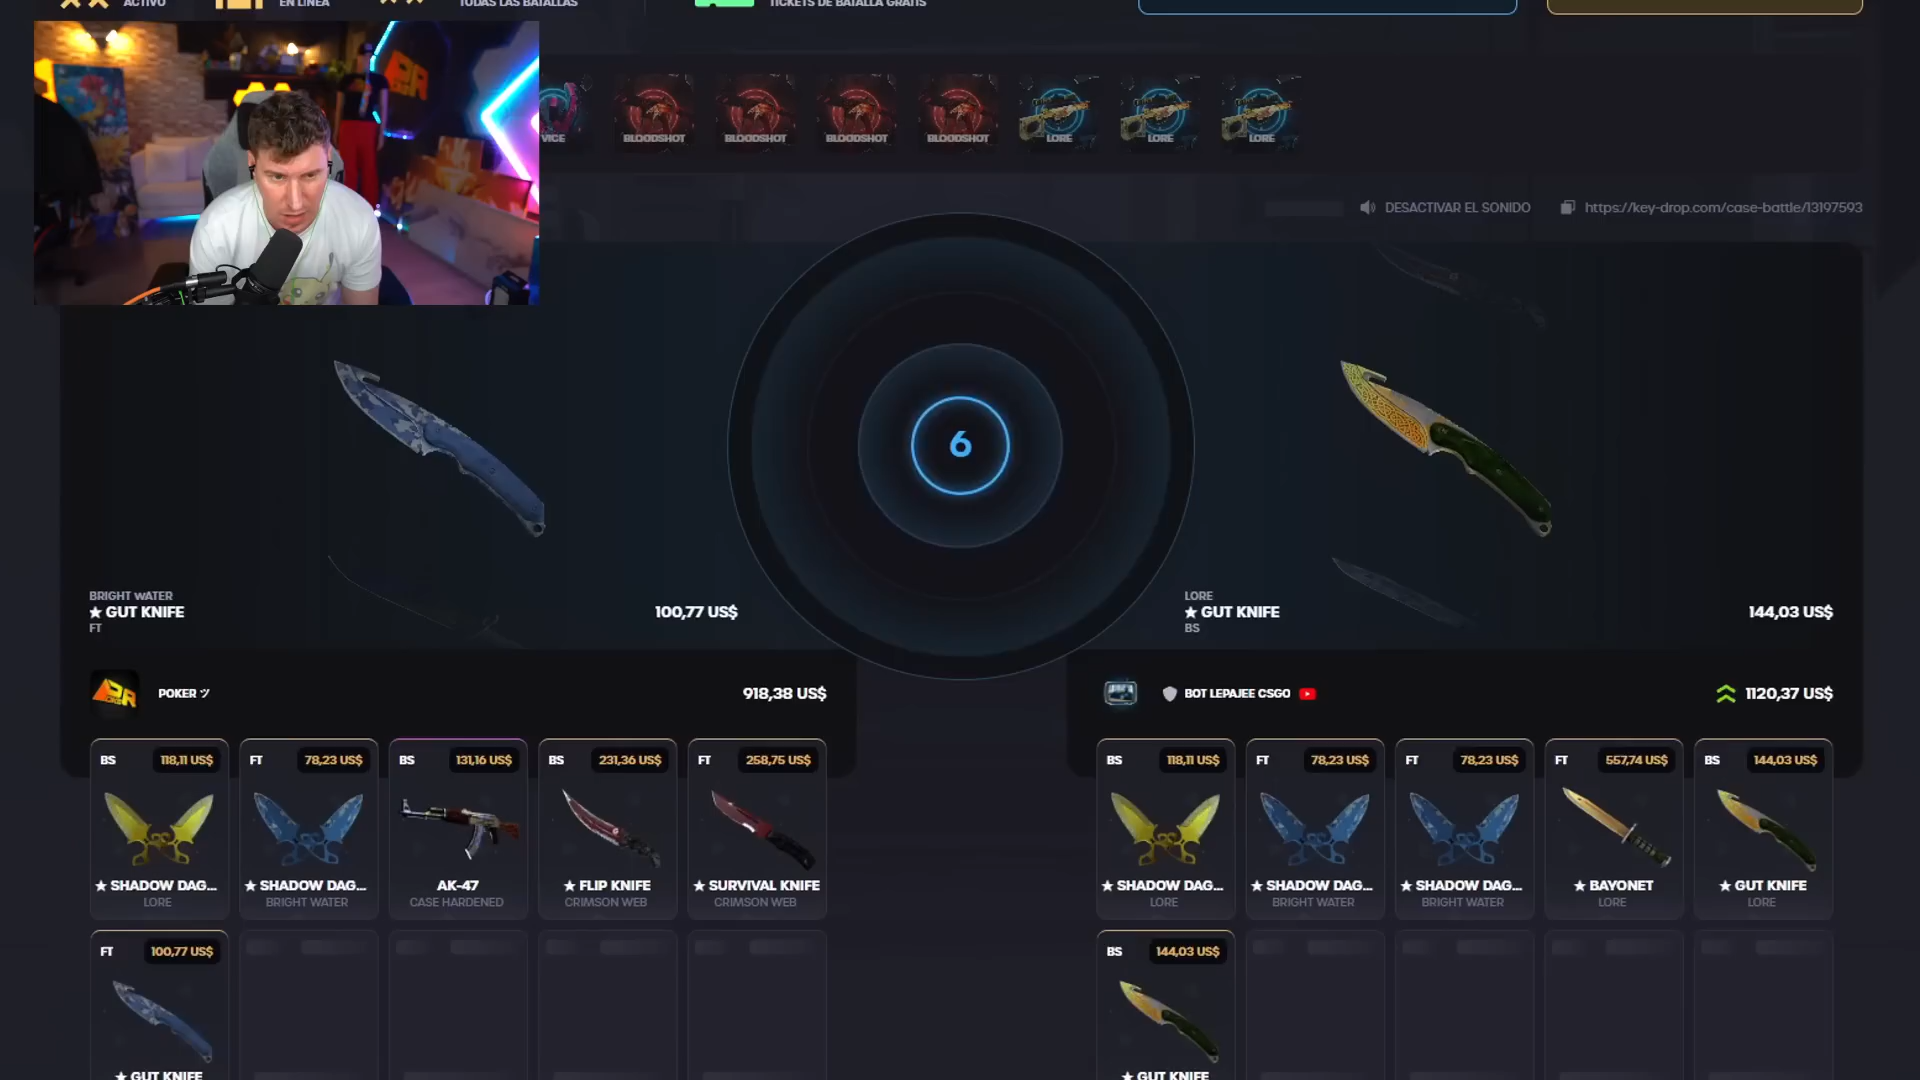 ACTIVO
EN LÍNEA
TODAS LAS BATALLAS
TICKETS DE BATALLA GRATIS
VICE
BLOODSHOT
BLOODSHOT
BLOODSHOT
BLOODSHOT
LORE
LORE
LORE
DESACTIVAR EL SONIDO
https://key-drop.com/case-battle/13197593
6
BRIGHT WATER
★ GUT KNIFE
FT
100,77 US$
LORE
★ GUT KNIFE
BS
144,03 US$
POKER ツ
918,38 US$
BOT LEPAJEE CSGO
1120,37 US$
BS 118,11 US$
★ SHADOW DAG...
LORE
FT 78,23 US$
★ SHADOW DAG...
BRIGHT WATER
BS 131,16 US$
AK-47
CASE HARDENED
BS 231,36 US$
★ FLIP KNIFE
CRIMSON WEB
FT 258,75 US$
★ SURVIVAL KNIFE
CRIMSON WEB
BS 118,11 US$
★ SHADOW DAG...
LORE
FT 78,23 US$
★ SHADOW DAG...
BRIGHT WATER
FT 78,23 US$
★ SHADOW DAG...
BRIGHT WATER
FT 557,74 US$
★ BAYONET
LORE
BS 144,03 US$
★ GUT KNIFE
LORE
FT 100,77 US$
★ GUT KNIFE
BS 144,03 US$
★ GUT KNIFE